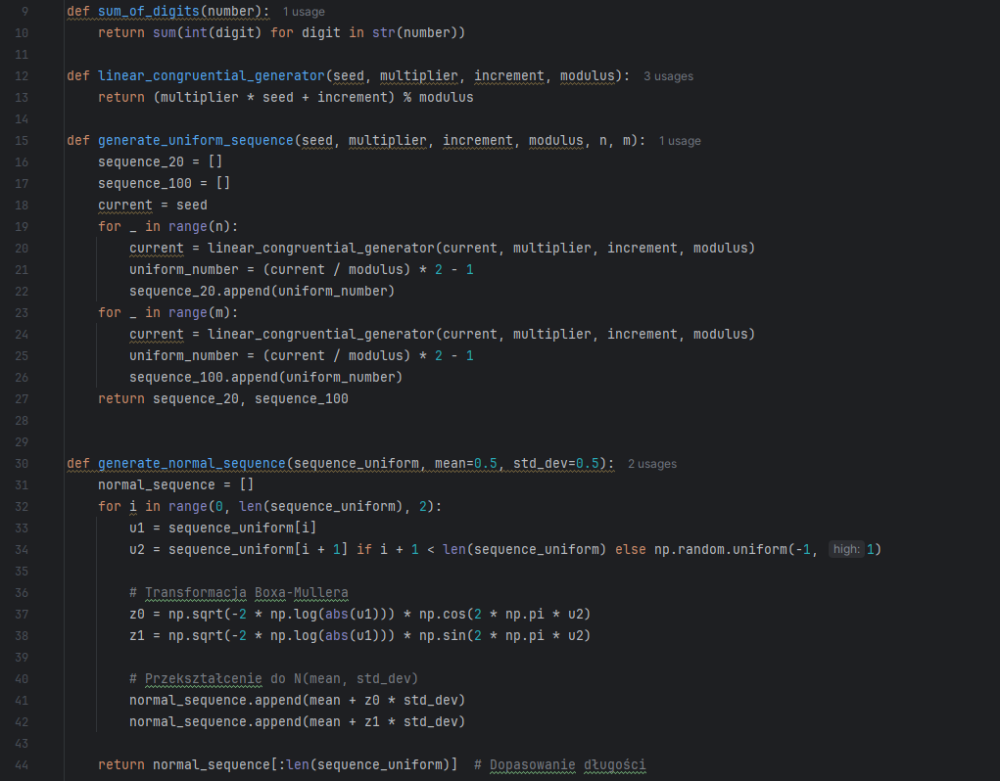 9 def sum_of_digits(number): 1 usage
10 return sum(int(digit) for digit in str(number))
11
12 def linear_congruential_generator(seed, multiplier, increment, modulus): 3 usages
13 return (multiplier * seed + increment) % modulus
14
15 def generate_uniform_sequence(seed, multiplier, increment, modulus, n, m): 1 usage
16 sequence_20 = []
17 sequence_100 = []
18 current = seed
19 for _ in range(n):
20 current = linear_congruential_generator(current, multiplier, increment, modulus)
21 uniform_number = (current / modulus) * 2 - 1
22 sequence_20.append(uniform_number)
23 for _ in range(m):
24 current = linear_congruential_generator(current, multiplier, increment, modulus)
25 uniform_number = (current / modulus) * 2 - 1
26 sequence_100.append(uniform_number)
27 return sequence_20, sequence_100
28
29
30 def generate_normal_sequence(sequence_uniform, mean=0.5, std_dev=0.5): 2 usages
31 normal_sequence = []
32 for i in range(0, len(sequence_uniform), 2):
33 u1 = sequence_uniform[i]
34 u2 = sequence_uniform[i + 1] if i + 1 < len(sequence_uniform) else np.random.uniform(-1, high: 1)
35
36 # Transformacja Boxa-Mullera
37 z0 = np.sqrt(-2 * np.log(abs(u1))) * np.cos(2 * np.pi * u2)
38 z1 = np.sqrt(-2 * np.log(abs(u1))) * np.sin(2 * np.pi * u2)
39
40 # Przekształcenie do N(mean, std_dev)
41 normal_sequence.append(mean + z0 * std_dev)
42 normal_sequence.append(mean + z1 * std_dev)
43
44 return normal_sequence[:len(sequence_uniform)] # Dopasowanie długości